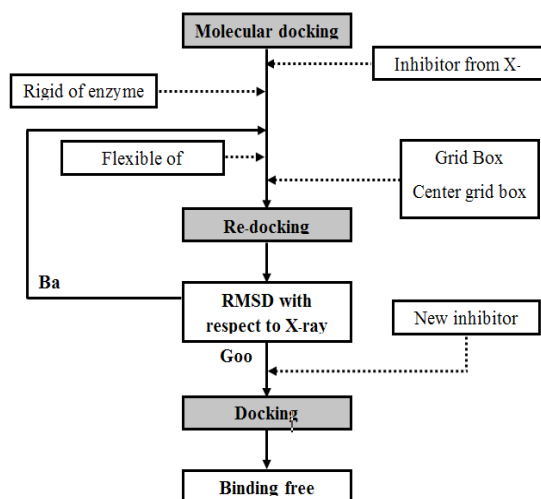 Molecular docking
Inhibitor from X-
Rigid of enzyme
Flexible of
Grid Box
Center grid box
Re-docking
Ba
RMSD with
respect to X-ray
New inhibitor
Goo
Docking
Binding free